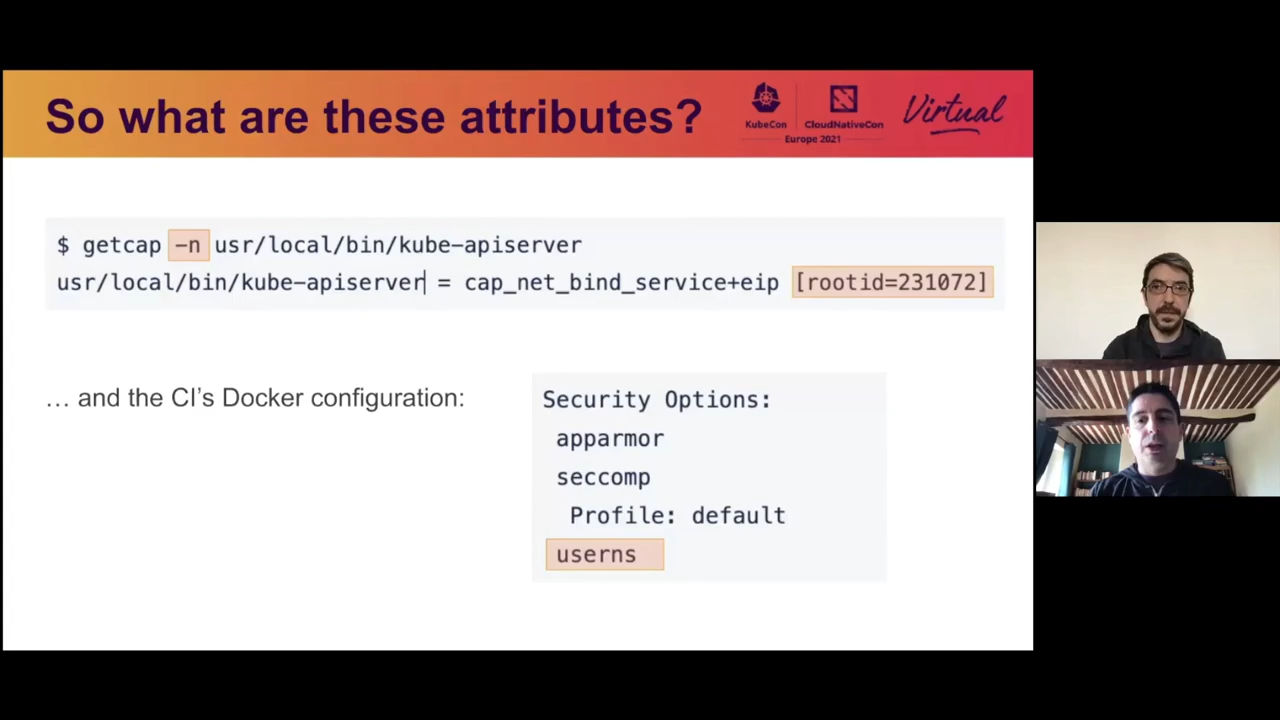 So what are these attributes?
KubeCon
CloudNativeCon
Europe 2021
Virtual
$ getcap -n usr/local/bin/kube-apiserver
usr/local/bin/kube-apiserver = cap_net_bind_service+eip [rootid=231072]
… and the CI’s Docker configuration:
Security Options:
apparmor
seccomp
Profile: default
userns